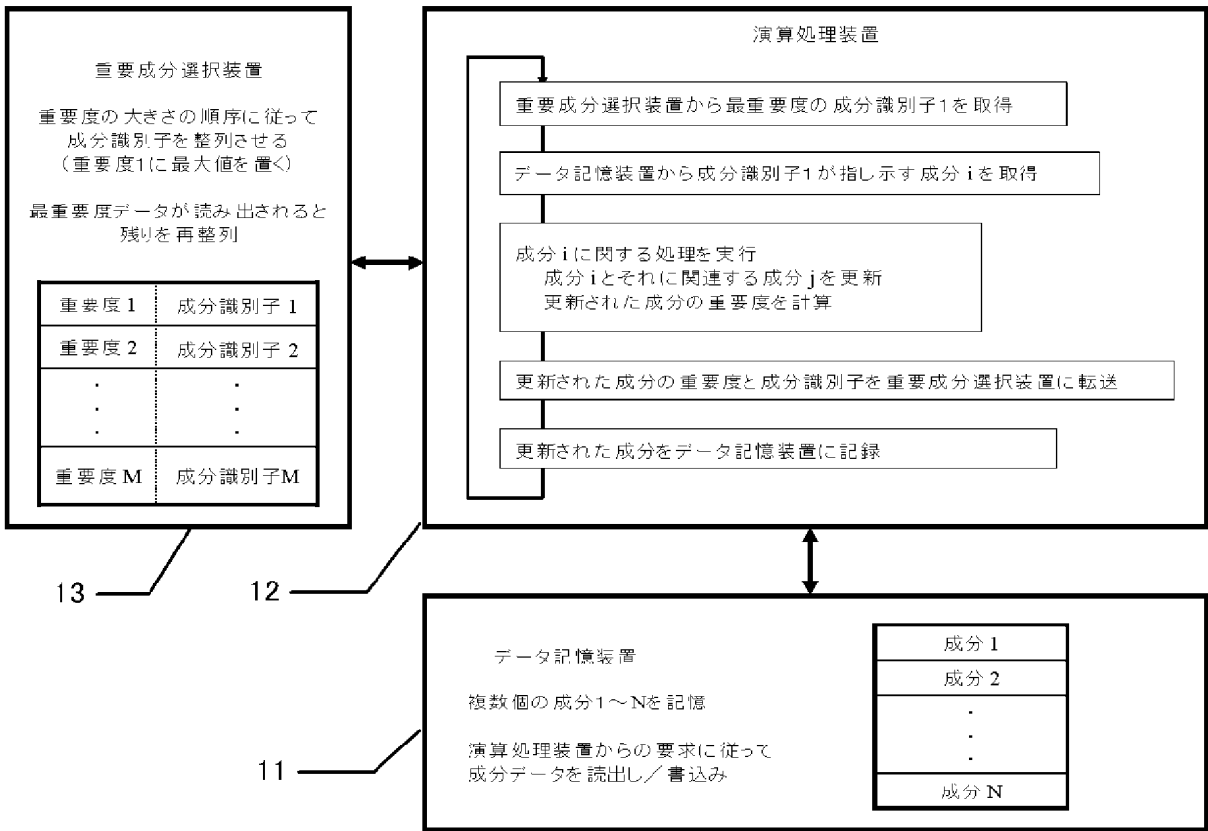 重要成分選択装置
重要度の大きさの順序に従って
成分識別子を整列させる
（重要度1に最大値を置く）
最重要度データが読み出されると
残りを再整列
重要度1 成分識別子1
重要度2 成分識別子2
・ ・
・ ・
・ ・
重要度M 成分識別子M
13
演算処理装置
重要成分選択装置から最重要度の成分識別子1を取得
データ記憶装置から成分識別子1が指し示す成分iを取得
成分iに関する処理を実行
成分iとそれに関連する成分jを更新
更新された成分の重要度を計算
更新された成分の重要度と成分識別子を重要成分選択装置に転送
更新された成分をデータ記憶装置に記録
12
データ記憶装置
複数個の成分1～Nを記憶
演算処理装置からの要求に従って
成分データを読出し／書込み
成分1
成分2
・
・
・
成分N
11